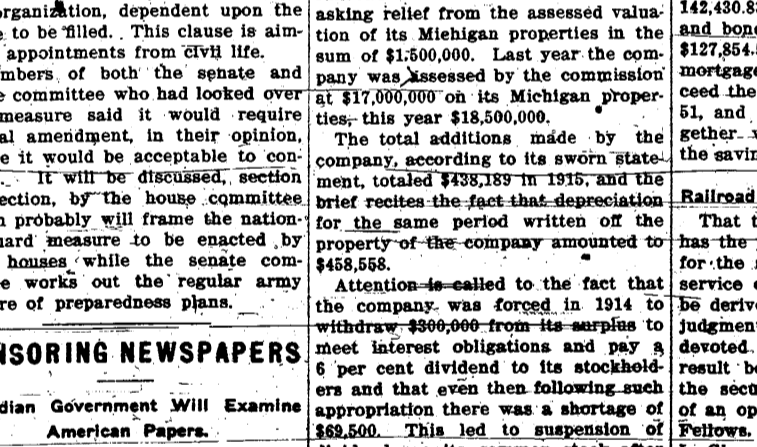 organization, dependent upon the
to be filled. This clause is aim-
appointments from civil life.
mbers of both the senate and
committee who had looked over
measure said it would require
al amendment, in their opinion,
e it would be acceptable to con-
It will be discussed, section
ection, by the house committee
probably will frame the nation-
uard measure to be enacted by
houses while the senate com-
e works out the regular army
re of preparedness plans.
NSORING NEWSPAPERS
dian Government Will Examine
American Papers.
asking relief from the assessed valua-
tion of its Michigan properties in the
sum of $1,500,000. Last year the com-
pany was assessed by the commission
at $17,000,000 on its Michigan proper-
ties, this year $18,500,000.
The total additions made by the
company, according to its sworn state-
ment, totaled $438,189 in 1915, and the
brief recites the fact that depreciation
for the same period written off the
property of the company amounted to
$458,558.
Attention is called to the fact that
the company was forced in 1914 to
withdraw $300,000 from its surplus to
meet interest obligations and pay a
6 per cent dividend to its stockhold-
ers and that even then following such
appropriation there was a shortage of
$69,500. This led to suspension of
142,430.8
and bond
$127,854.
mortgage
ceed the
51, and
gether
the savin
Railroad
That t
has the
for the
service
be deriv
judgmen
devoted.
result b
the secu
of an op
Fellows.